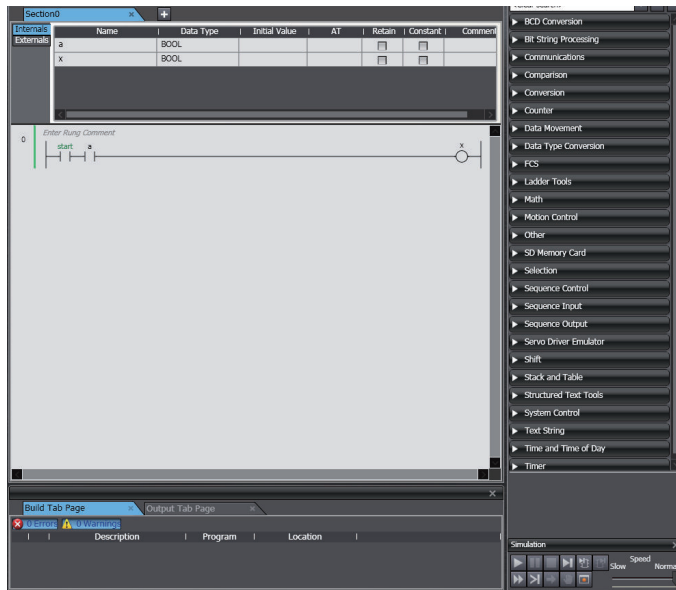 Section0
Internals
Externals
Name Data Type Initial Value AT Retain Constant Comment
a BOOL
x BOOL
0
Enter Rung Comment
start a x
BCD Conversion
Bit String Processing
Communications
Comparison
Conversion
Counter
Data Movement
Data Type Conversion
FCS
Ladder Tools
Math
Motion Control
Other
SD Memory Card
Selection
Sequence Control
Sequence Input
Sequence Output
Servo Driver Emulator
Shift
Stack and Table
Structured Text Tools
System Control
Text String
Time and Time of Day
Timer
Build Tab Page Output Tab Page
0 Errors 0 Warnings
Description Program Location
Simulation
Speed
Slow Norma